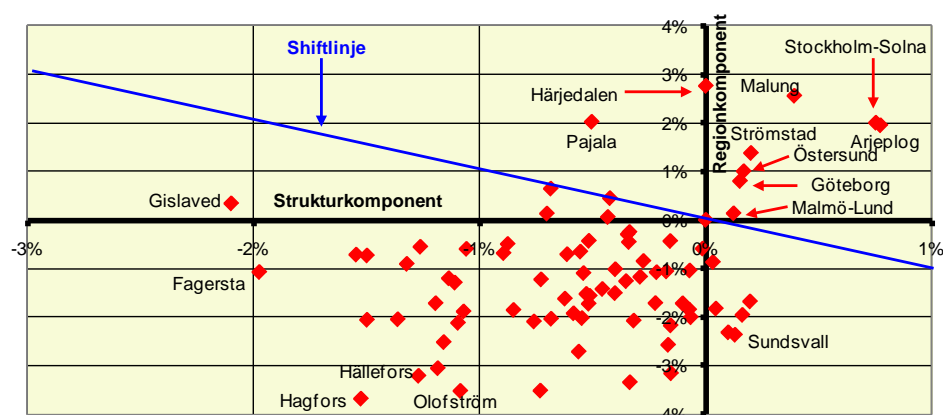 4%
Shiftlinje
Stockholm-Solna
3%
Regionkomponent
Härjedalen
Malung
2%
Pajala
Strömstad
Arjeplog
Östersund
1%
Göteborg
Gislaved
Strukturkomponent
Malmö-Lund
0%
-3%
-2%
-1%
0%
1%
Fagersta
-1%
-2%
Sundsvall
-3%
Hällefors
Hagfors
Olofström
-4%